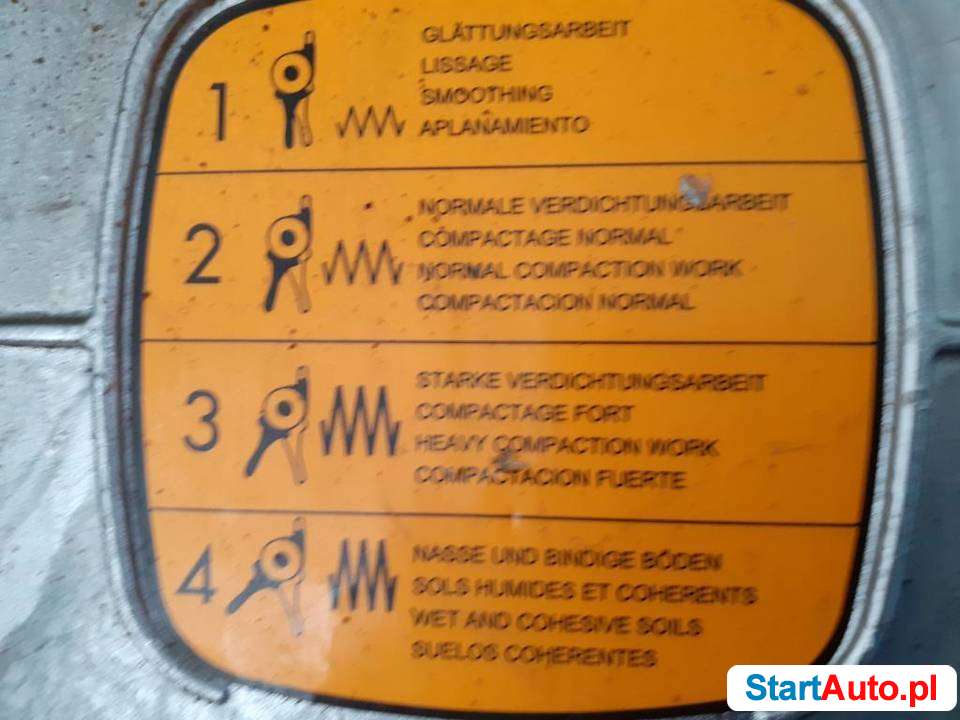 1
GLÄTTUNGSARBEIT
LISSAGE
SMOOTHING
APLANAMIENTO
2
NORMALE VERDICHTUNGSARBEIT
COMPACTAGE NORMAL
NORMAL COMPACTION WORK
COMPACTACION NORMAL
3
STARKE VERDICHTUNGSARBEIT
COMPACTAGE FORT
HEAVY COMPACTION WORK
COMPACTACION FUERTE
4
NASSE UND BINDIGE BÖDEN
SOLS HUMIDES ET COHERENTS
WET AND COHESIVE SOILS
SUELOS COHERENTES
StartAuto.pl